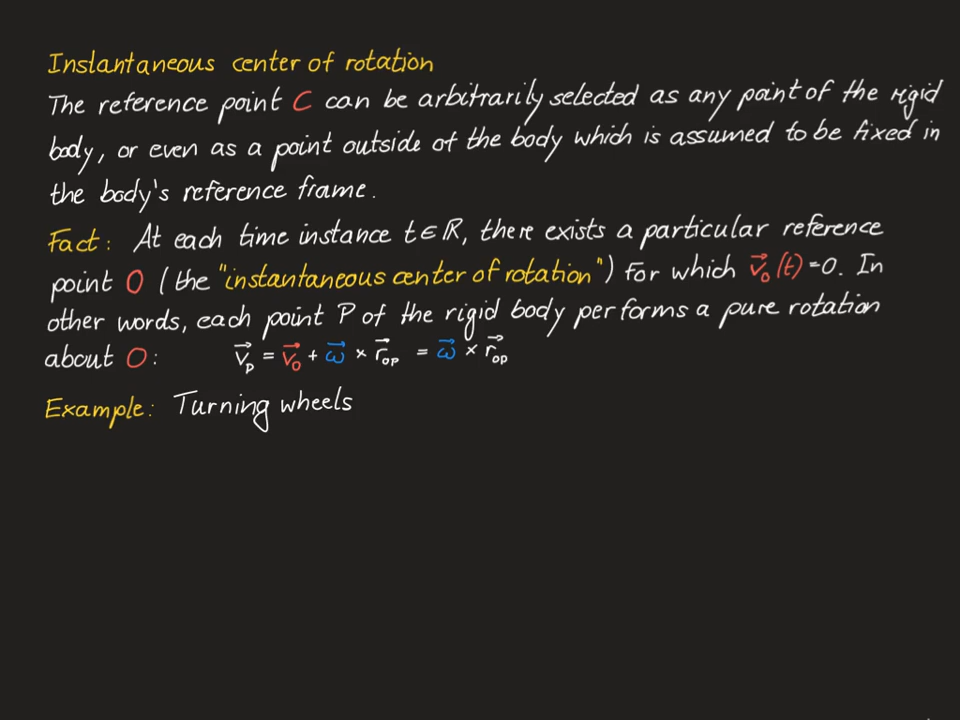 Instantaneous center of rotation
The reference point C can be arbitrarily selected as any point of the rigid
body, or even as a point outside of the body which is assumed to be fixed in
the body's reference frame.
Fact: At each time instance t∈ℝ, there exists a particular reference
point O (the "instantaneous center of rotation") for which v⃗₀(t)=0. In
other words, each point P of the rigid body performs a pure rotation
about O: v⃗ₚ = v⃗₀ + ω⃗ × r⃗ₒₚ = ω⃗ × r⃗ₒₚ
Example: Turning wheels